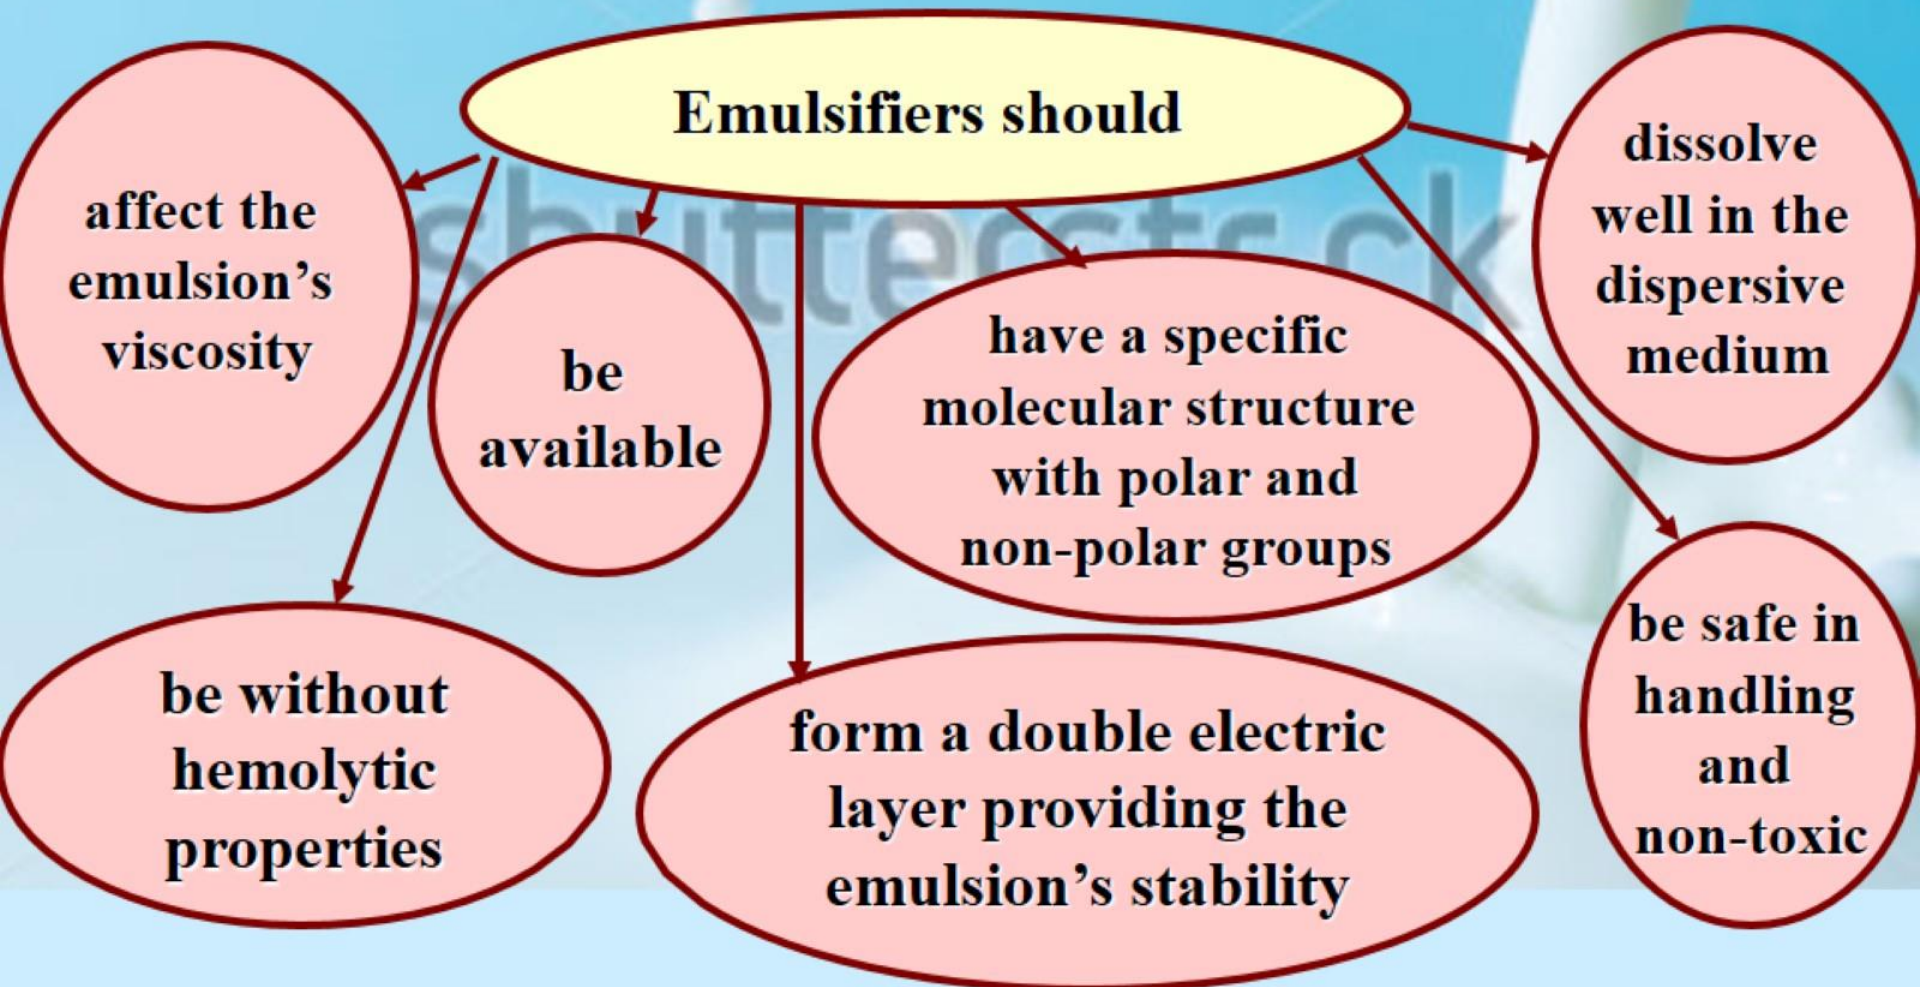 Emulsifiers should
affect the
emulsion’s
viscosity
be
available
have a specific
molecular structure
with polar and
non-polar groups
dissolve
well in the
dispersive
medium
be without
hemolytic
properties
form a double electric
layer providing the
emulsion’s stability
be safe in
handling
and
non-toxic
shutterst ck